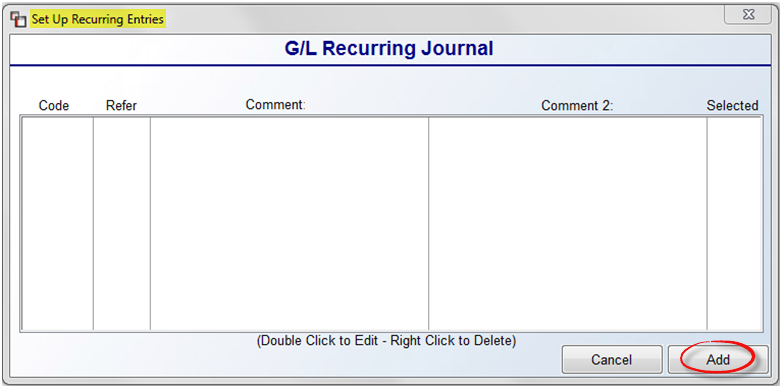 Set Up Recurring Entries
G/L Recurring Journal
Code Refer Comment: Comment 2: Selected
(Double Click to Edit - Right Click to Delete)
Cancel Add